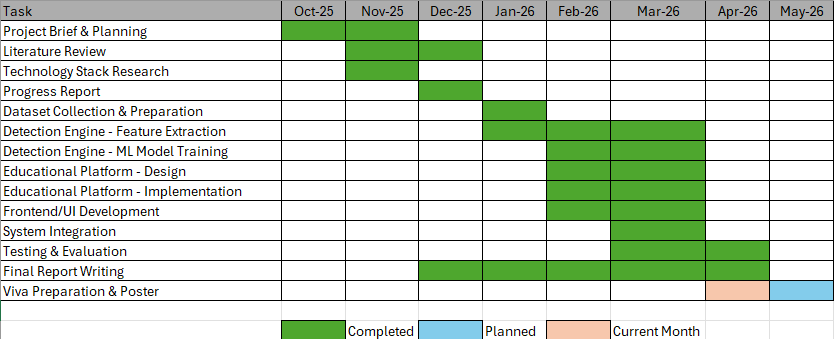 Task Oct-25 Nov-25 Dec-25 Jan-26 Feb-26 Mar-26 Apr-26 May-26
Project Brief & Planning
Literature Review
Technology Stack Research
Progress Report
Dataset Collection & Preparation
Detection Engine - Feature Extraction
Detection Engine - ML Model Training
Educational Platform - Design
Educational Platform - Implementation
Frontend/UI Development
System Integration
Testing & Evaluation
Final Report Writing
Viva Preparation & Poster
Completed Planned Current Month